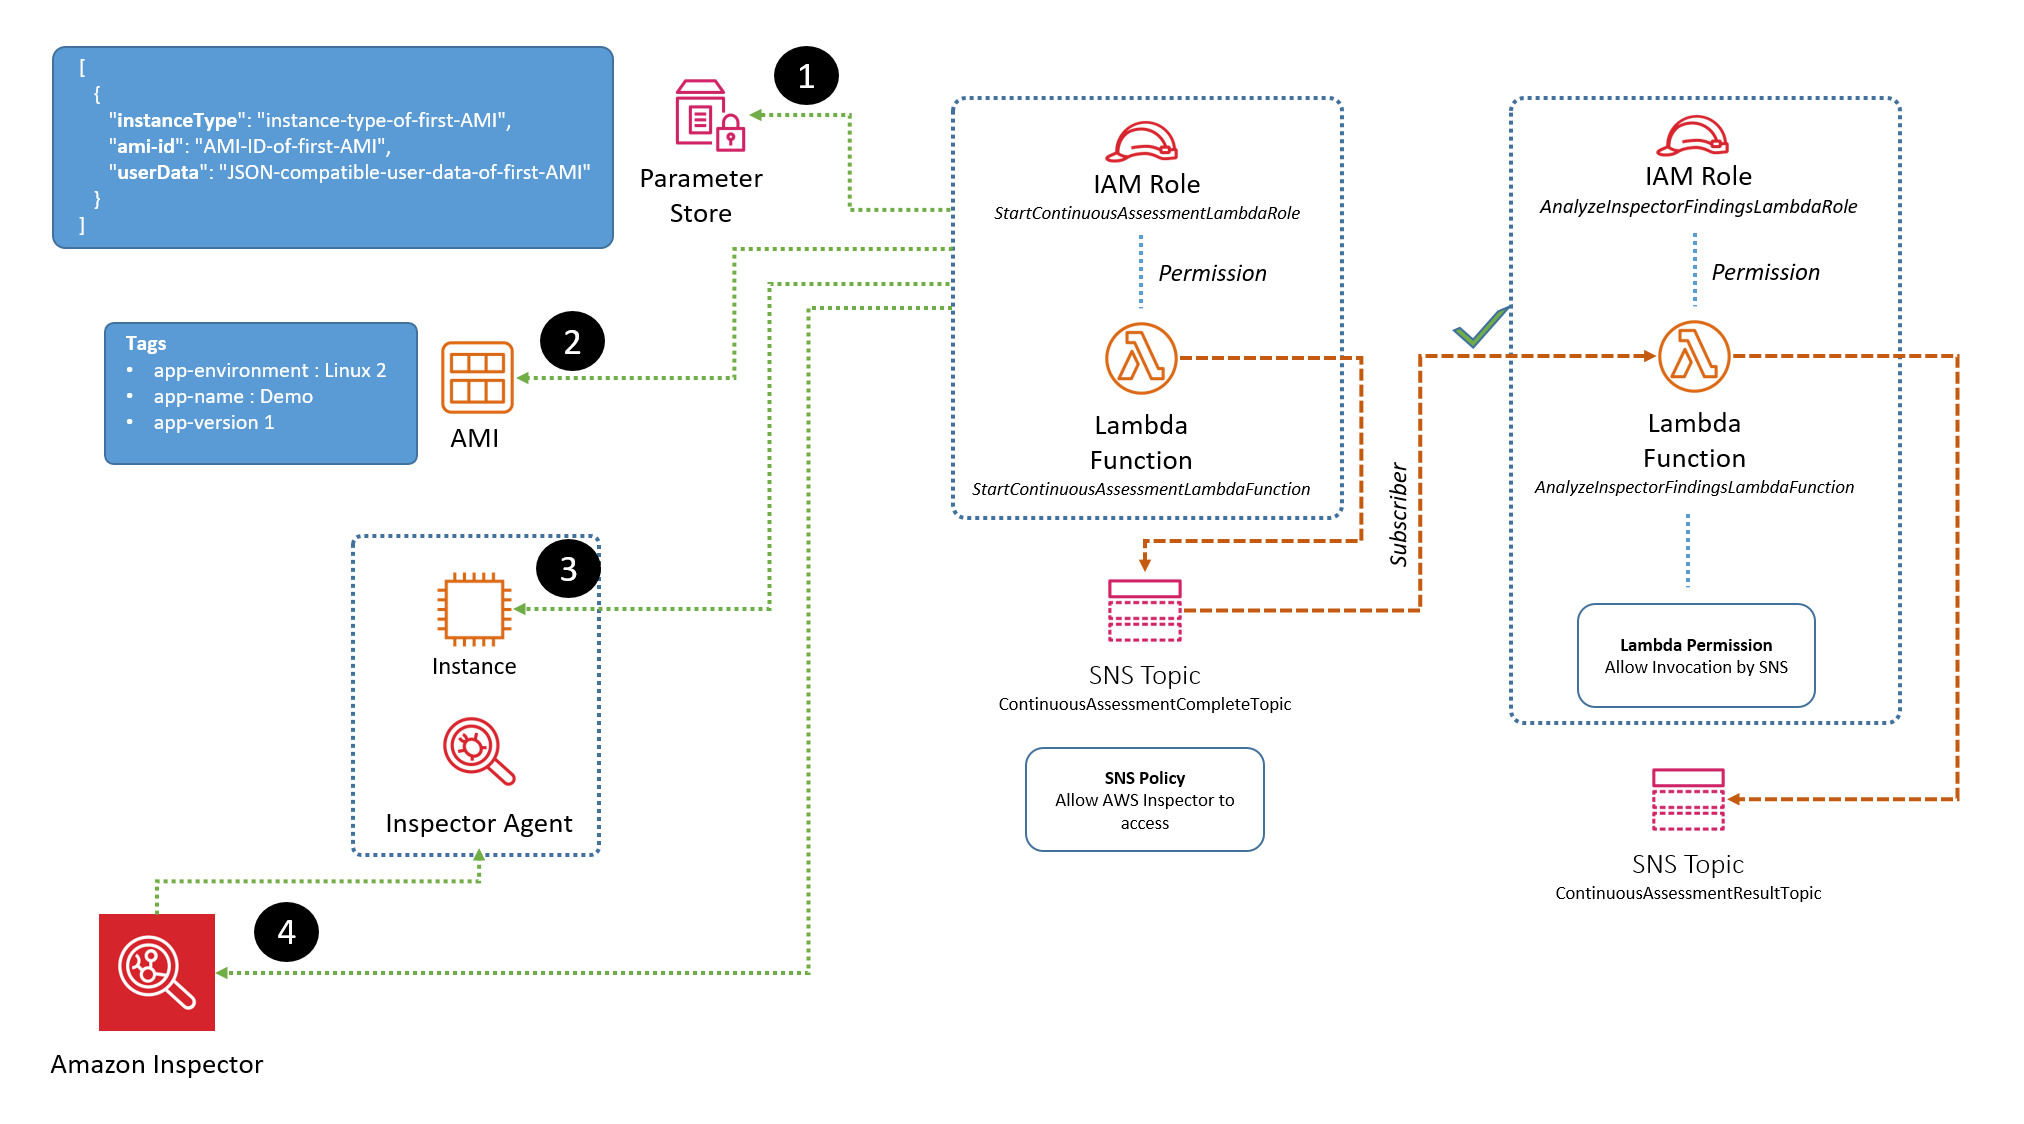 [
{
"instanceType": "instance-type-of-first-AMI",
"ami-id": "AMI-ID-of-first-AMI",
"userData": "JSON-compatible-user-data-of-first-AMI"
}
]
1
Parameter
Store
Tags
• app-environment : Linux 2
• app-name : Demo
• app-version 1
2
AMI
3
Instance
Inspector Agent
4
Amazon Inspector
IAM Role
StartContinuousAssessmentLambdaRole
Permission
Lambda
Function
StartContinuousAssessmentLambdaFunction
SNS Topic
ContinuousAssessmentCompleteTopic
SNS Policy
Allow AWS Inspector to
access
Subscriber
IAM Role
AnalyzeInspectorFindingsLambdaRole
Permission
Lambda
Function
AnalyzeInspectorFindingsLambdaFunction
Lambda Permission
Allow Invocation by SNS
SNS Topic
ContinuousAssessmentResultTopic